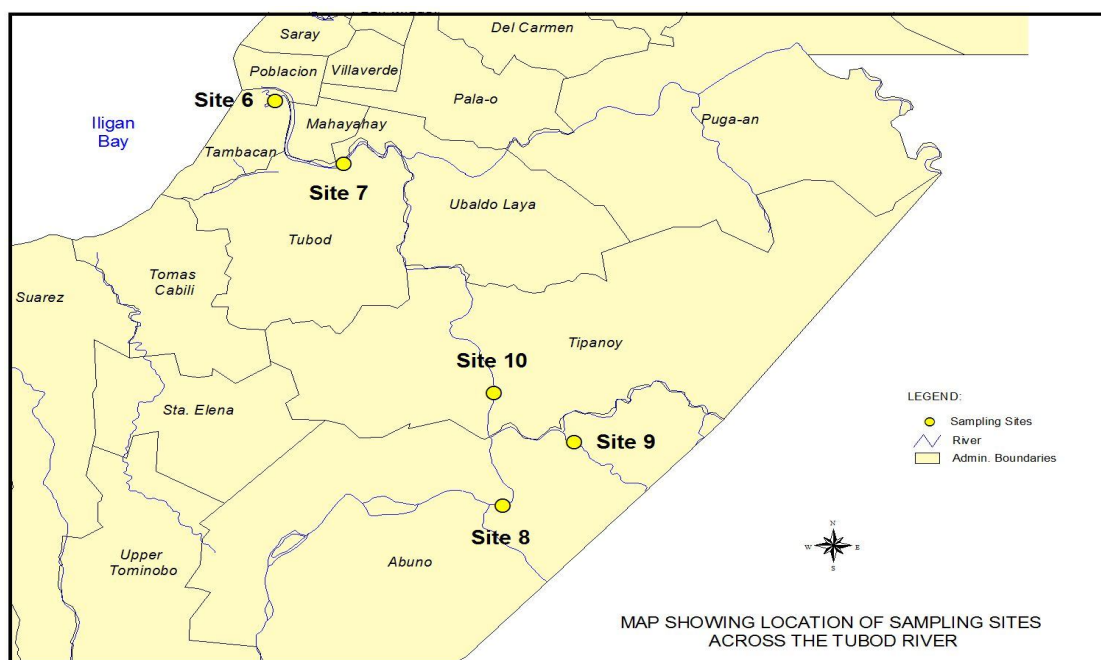 Saray
Del Carmen
Poblacion
Villaverde
Site 6
Pala-o
Iligan
Bay
Mahayahay
Puga-an
Tambacan
Site 7
Ubaldo Laya
Tubod
Tomas
Cabili
Suarez
Site 10
Tipanoy
Sta. Elena
LEGEND:
Sampling Sites
River
Admin. Boundaries
Site 9
Site 8
Upper
Tominobo
Abuno
N
W
E
S
MAP SHOWING LOCATION OF SAMPLING SITES
ACROSS THE TUBOD RIVER